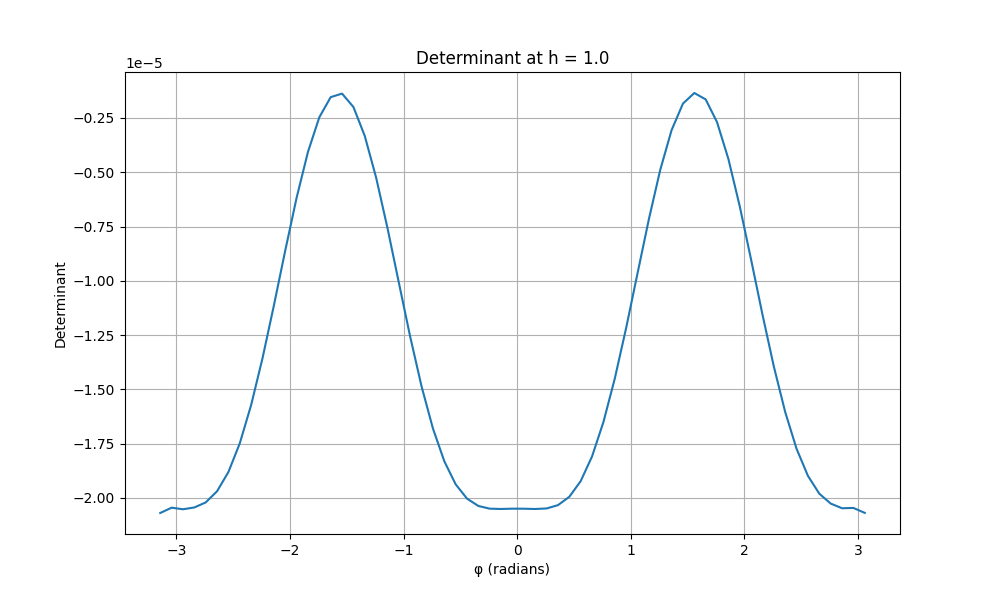 Determinant at h = 1.0
1e−5
−0.25
−0.50
−0.75
−1.00
−1.25
−1.50
−1.75
−2.00
Determinant
−3 −2 −1 0 1 2 3
φ (radians)